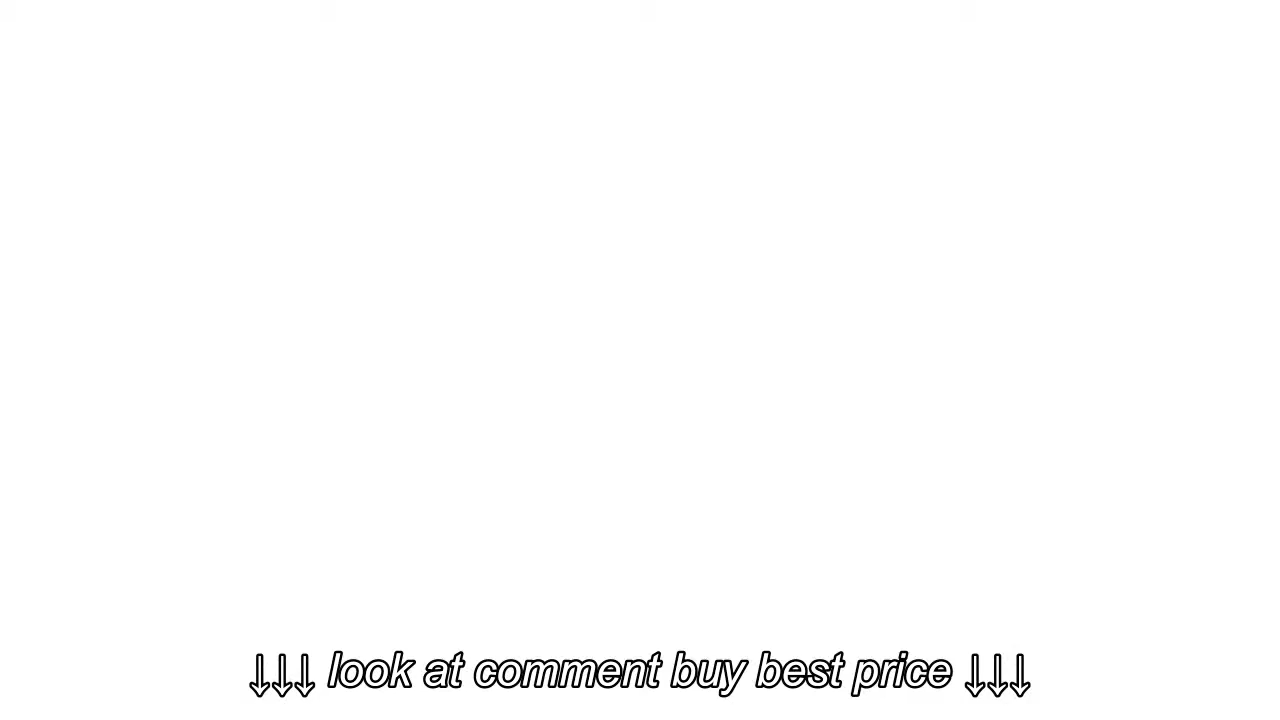 ↓↓↓ look at comment buy best price ↓↓↓